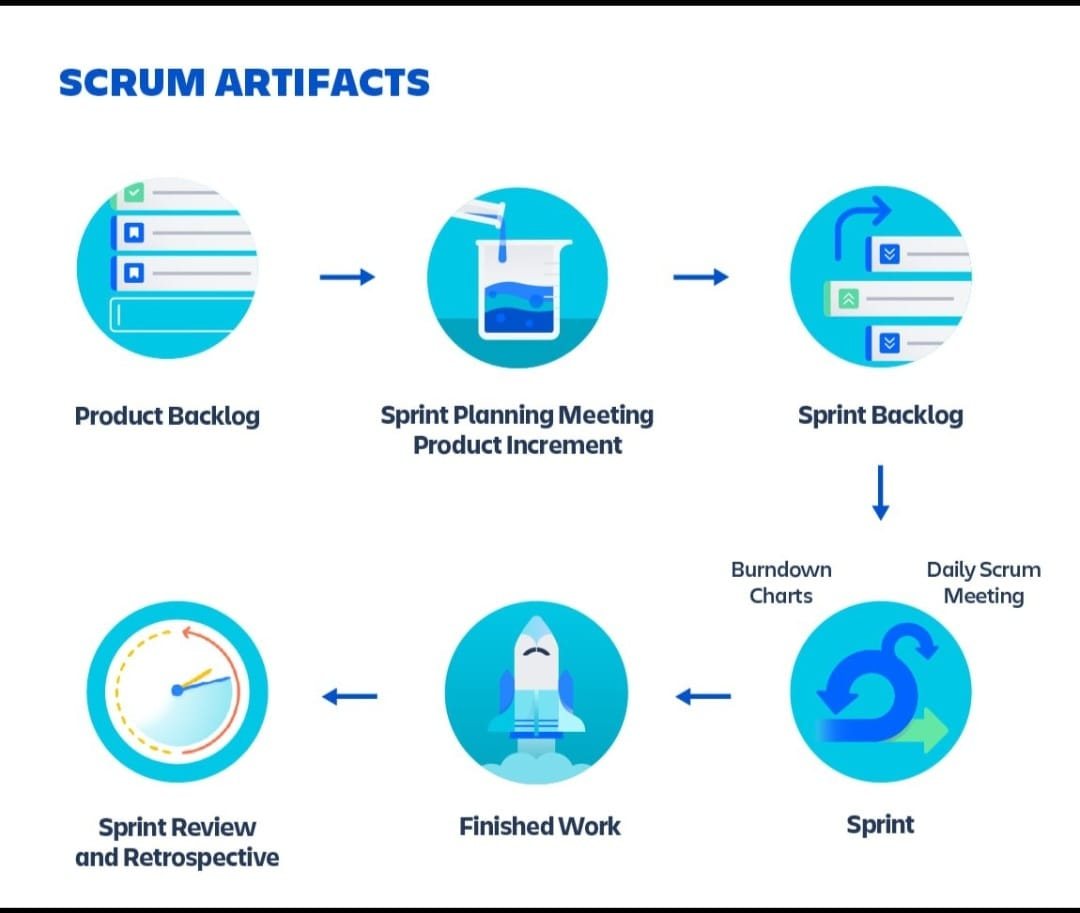 SCRUM ARTIFACTS
Product Backlog
Sprint Planning Meeting
Product Increment
Sprint Backlog
Burndown
Charts
Daily Scrum
Meeting
Sprint
Finished Work
Sprint Review
and Retrospective